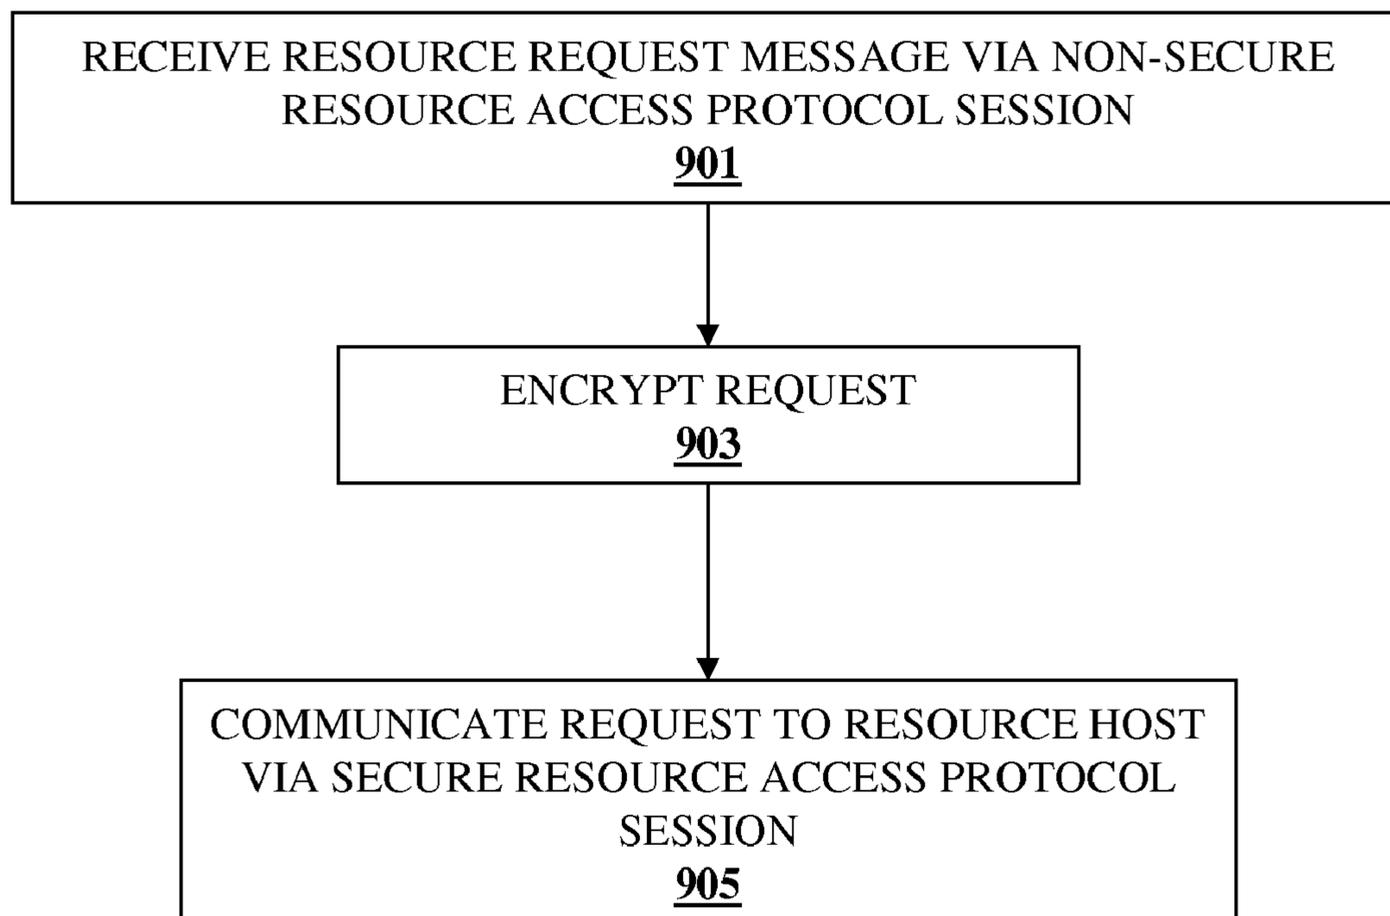 RECEIVE RESOURCE REQUEST MESSAGE VIA NON-SECURE
RESOURCE ACCESS PROTOCOL SESSION
901
ENCRYPT REQUEST
903
COMMUNICATE REQUEST TO RESOURCE HOST
VIA SECURE RESOURCE ACCESS PROTOCOL
SESSION
905